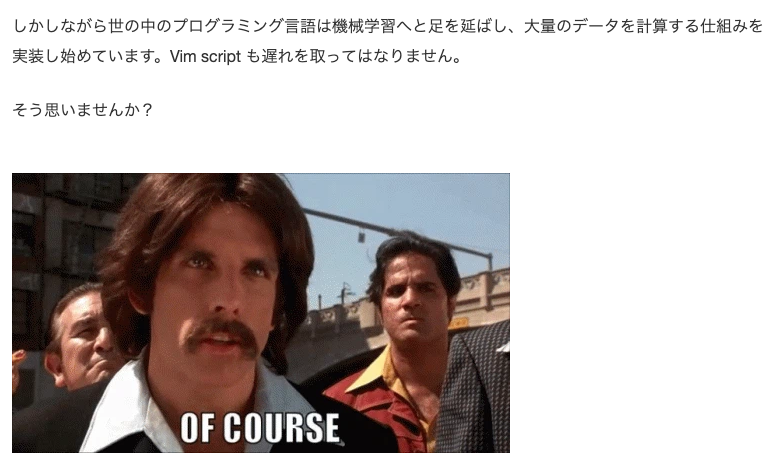 しかしながら世の中のプログラミング言語は機械学習へと足を延ばし、大量のデータを計算する仕組みを
実装し始めています。Vim script も遅れを取ってはなりません。
そう思いませんか？
OF COURSE